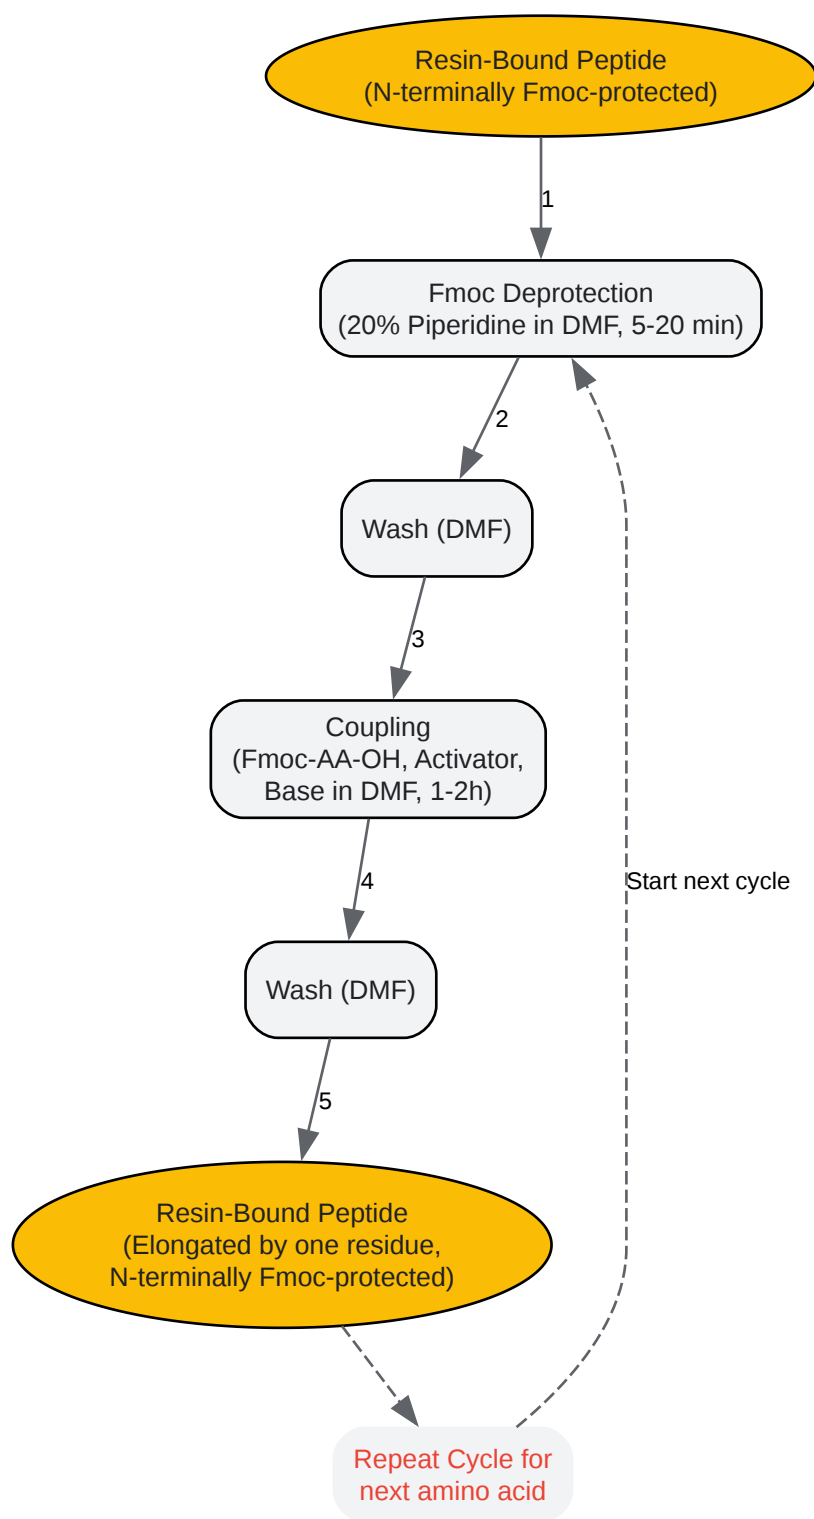 Resin-Bound Peptide
(N-terminally Fmoc-protected)
1
Fmoc Deprotection
(20% Piperidine in DMF, 5-20 min)
2
Wash (DMF)
3
Coupling
(Fmoc-AA-OH, Activator,
Base in DMF, 1-2h)
4
Start next cycle
Wash (DMF)
5
Resin-Bound Peptide
(Elongated by one residue,
N-terminally Fmoc-protected)
Repeat Cycle for
next amino acid